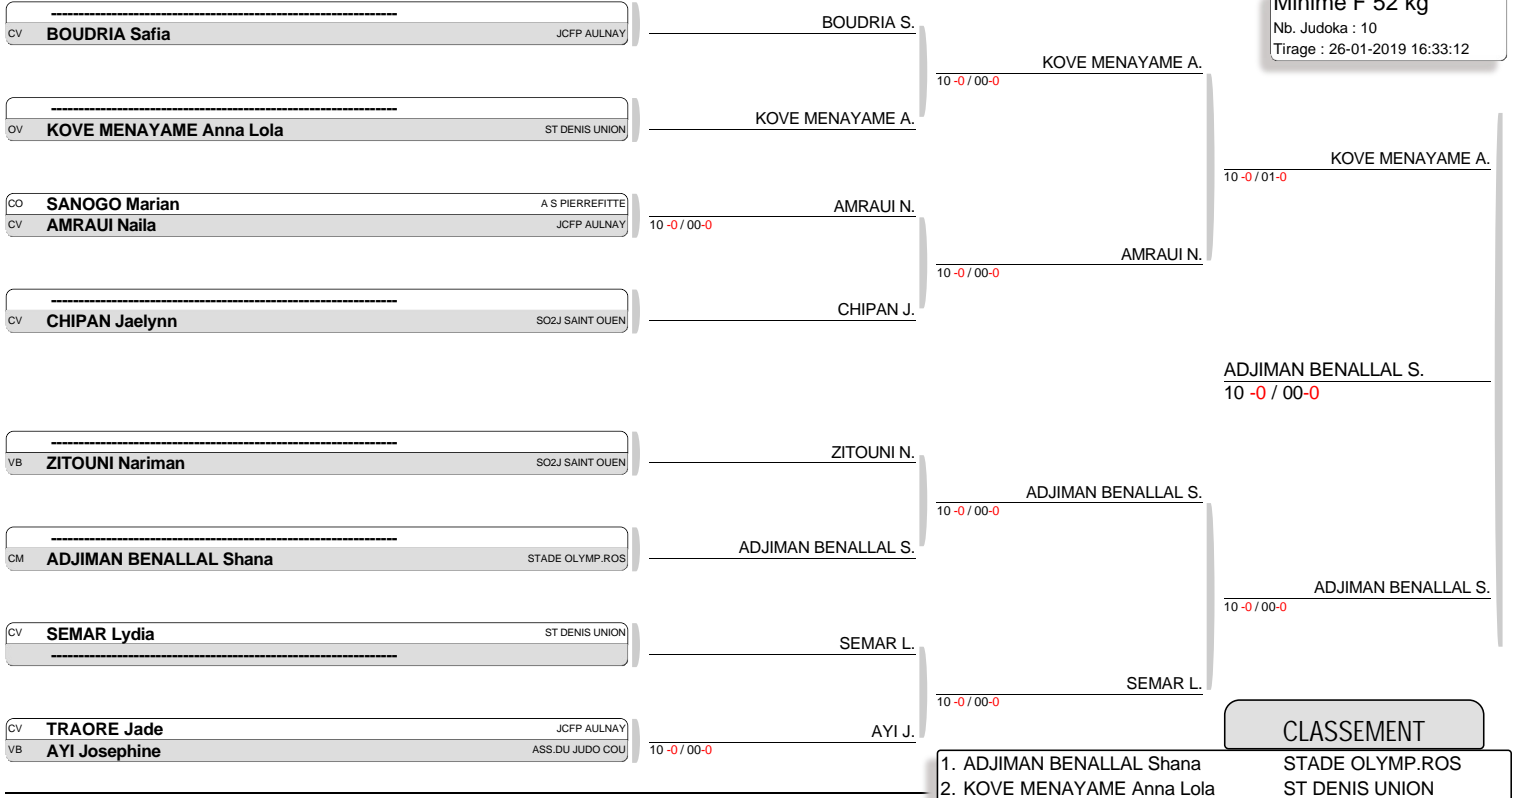 Minime F 52 kg
Nb. Judoka : 10
Tirage : 26-01-2019 16:33:12
----------------------------------------------------------------
CV BOUDRIA Safia JCFP AULNAY
----------------------------------------------------------------
OV KOVE MENAYAME Anna Lola ST DENIS UNION
CO SANOGO Marian A S PIERREFITTE
CV AMRAUI Naila JCFP AULNAY
----------------------------------------------------------------
CV CHIPAN Jaelynn SO2J SAINT OUEN
----------------------------------------------------------------
VB ZITOUNI Nariman SO2J SAINT OUEN
----------------------------------------------------------------
CM ADJIMAN BENALLAL Shana STADE OLYMP.ROS
CV SEMAR Lydia ST DENIS UNION
----------------------------------------------------------------
CV TRAORE Jade JCFP AULNAY
VB AYI Josephine ASS.DU JUDO COU
BOUDRIA S.
KOVE MENAYAME A.
AMRAUI N.
10 -0 / 00-0
CHIPAN J.
ZITOUNI N.
ADJIMAN BENALLAL S.
SEMAR L.
AYI J.
10 -0 / 00-0
KOVE MENAYAME A.
10 -0 / 00-0
AMRAUI N.
10 -0 / 00-0
ADJIMAN BENALLAL S.
10 -0 / 00-0
SEMAR L.
10 -0 / 00-0
KOVE MENAYAME A.
10 -0 / 01-0
ADJIMAN BENALLAL S.
10 -0 / 00-0
ADJIMAN BENALLAL S.
10 -0 / 00-0
CLASSEMENT
1. ADJIMAN BENALLAL Shana STADE OLYMP.ROS
2. KOVE MENAYAME Anna Lola ST DENIS UNION